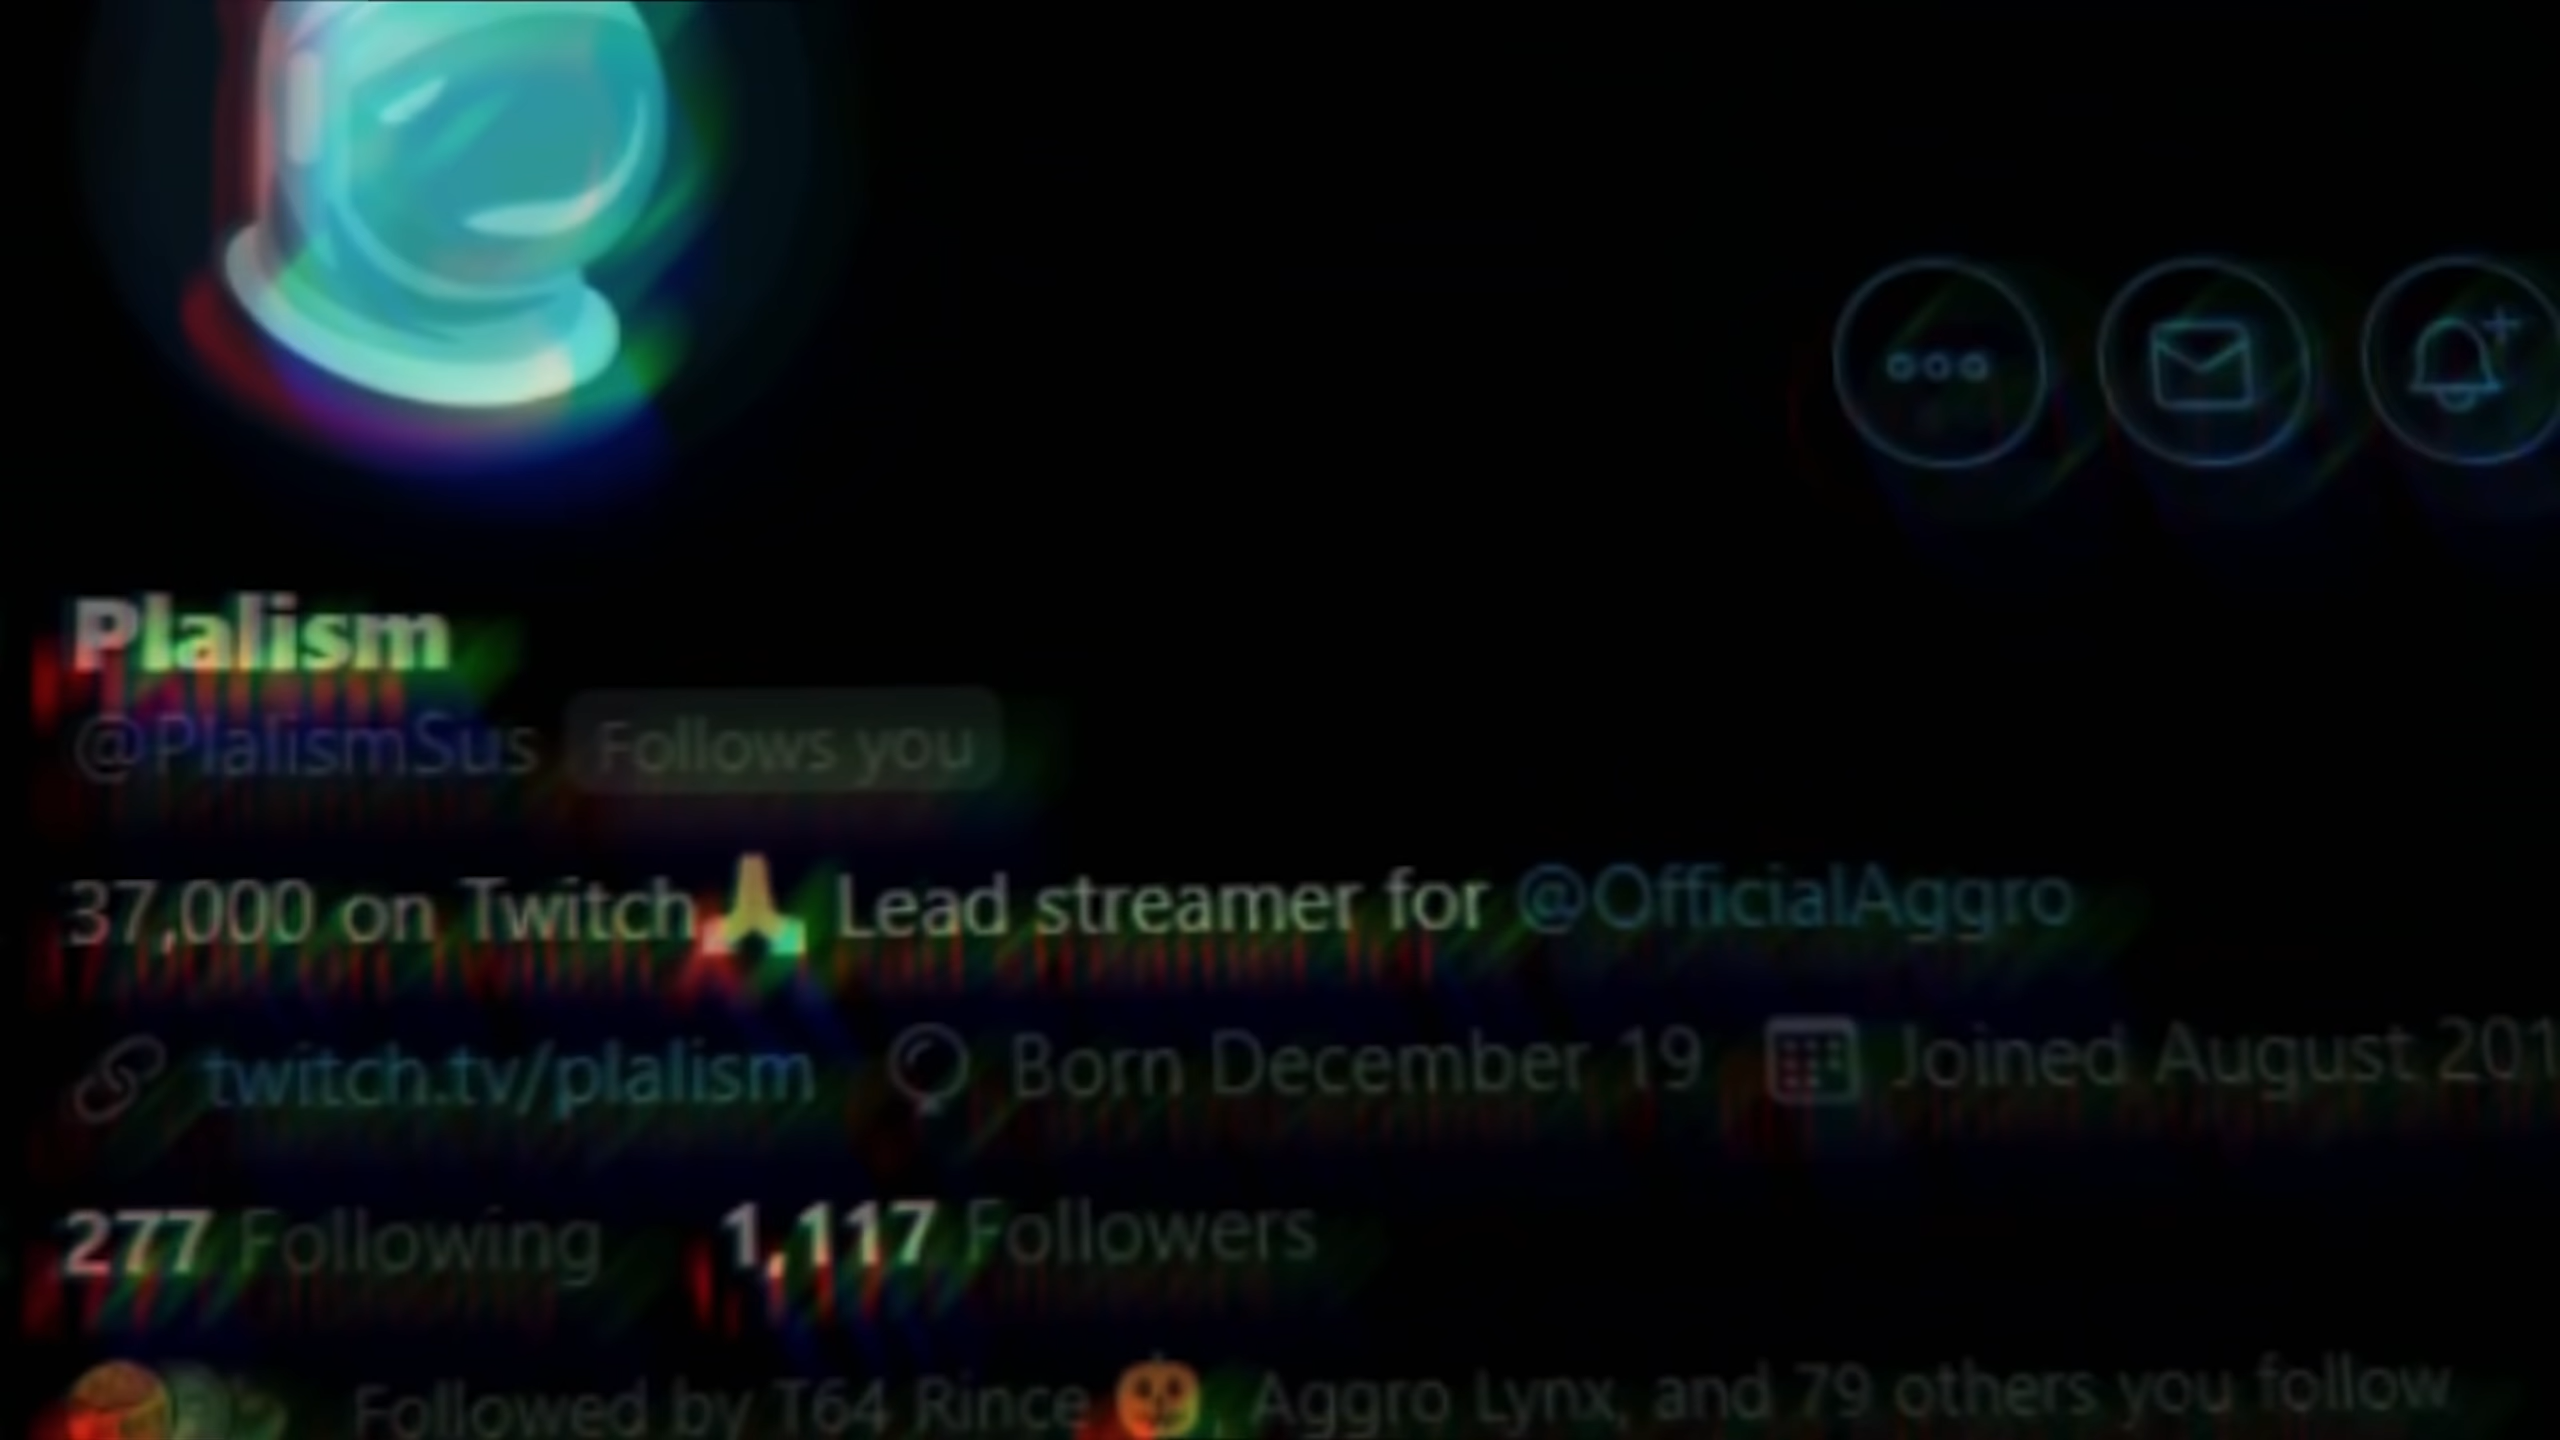 Plalism
@PlalismSus Follows you
37,000 on Twitch🙏 Lead streamer for @OfficialAggro
twitch.tv/plalism Born December 19 Joined August 201
277 Following 1,117 Followers
Followed by T64 Rince 🎃, Aggro Lynx, and 79 others you follow